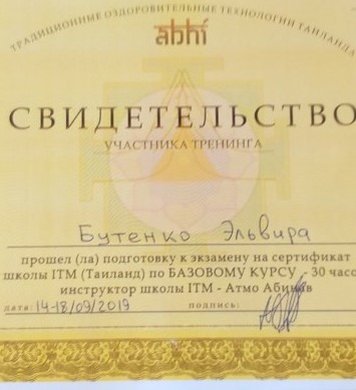 ТРАДИЦИОННЫЕ ОЗДОРОВИТЕЛЬНЫЕ ТЕХНОЛОГИИ ТАИЛАНДА
abhi
СВИДЕТЕЛЬСТВО
УЧАСТНИКА ТРЕНИНГА
Бутенко Эльвира
прошел (ла) подготовку к экзамену на сертификат
школы ITM (Таиланд) по БАЗОВОМУ КУРСУ - 30 часо
инструктор школы ITM - Атмо Абинав
дата: 14-18/09/2019 подпись: